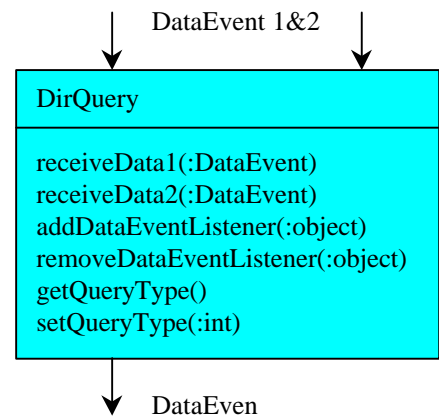 DataEvent 1&2
DirQuery
receiveData1(:DataEvent)
receiveData2(:DataEvent)
addDataEventListener(:object)
removeDataEventListener(:object)
getQueryType()
setQueryType(:int)
DataEven